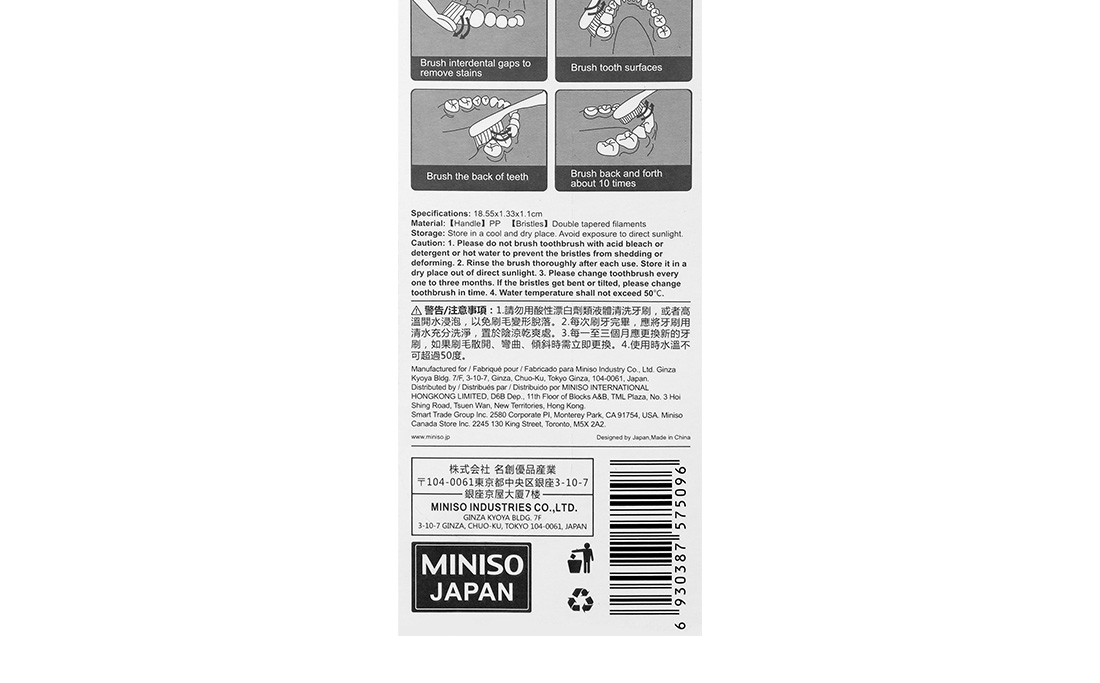 Brush interdental gaps to
remove stains
Brush tooth surfaces
Brush the back of teeth
Brush back and forth
about 10 times
Specifications: 18.55x1.33x1.1cm
Material:【Handle】PP 【Bristles】Double tapered filaments
Storage: Store in a cool and dry place. Avoid exposure to direct sunlight.
Caution: 1. Please do not brush toothbrush with acid bleach or
detergent or hot water to prevent the bristles from shedding or
deforming. 2. Rinse the brush thoroughly after each use. Store it in a
dry place out of direct sunlight. 3. Please change toothbrush every
one to three months. If the bristles get bent or tilted, please change
toothbrush in time. 4. Water temperature shall not exceed 50℃.
⚠ 警告/注意事項：1.請勿用酸性漂白劑類液體清洗牙刷，或者高
溫開水浸泡，以免刷毛變形脫落。2.每次刷牙完畢，應將牙刷用
清水充分洗淨，置於陰涼乾爽處。3.每一至三個月應更換新的牙
刷，如果刷毛散開、彎曲、傾斜時需立即更換。4.使用時水溫不
可超過50度。
Manufactured for / Fabriqué pour / Fabricado para Miniso Industry Co., Ltd. Ginza
Kyoya Bldg. 7/F, 3-10-7, Ginza, Chuo-Ku, Tokyo Ginza, 104-0061, Japan.
Distributed by / Distribués par / Distribuido por MINISO INTERNATIONAL
HONGKONG LIMITED, D6B Dep., 11th Floor of Blocks A&B, TML Plaza, No. 3 Hoi
Shing Road, Tsuen Wan, New Territories, Hong Kong.
Smart Trade Group Inc. 2580 Corporate Pl, Monterey Park, CA 91754, USA. Miniso
Canada Store Inc. 2245 130 King Street, Toronto, M5X 2A2.
www.miniso.jp Designed by Japan,Made in China
株式会社 名創優品産業
〒104-0061東京都中央区銀座3-10-7
銀座京屋大厦7楼
MINISO INDUSTRIES CO.,LTD.
GINZA KYOYA BLDG. 7F
3-10-7 GINZA, CHUO-KU, TOKYO 104-0061, JAPAN
MINISO
JAPAN
6 930387 575096